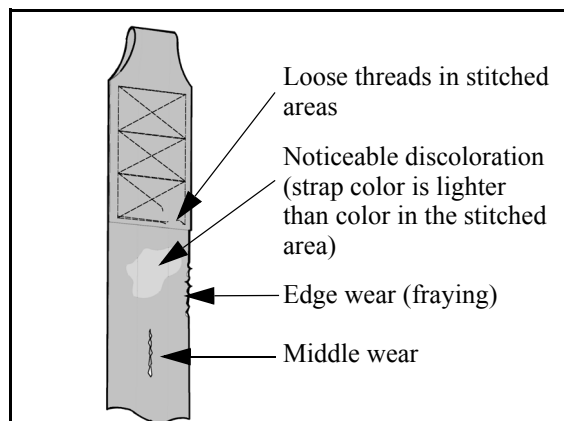 Loose threads in stitched
areas
Noticeable discoloration
(strap color is lighter
than color in the stitched
area)
Edge wear (fraying)
Middle wear